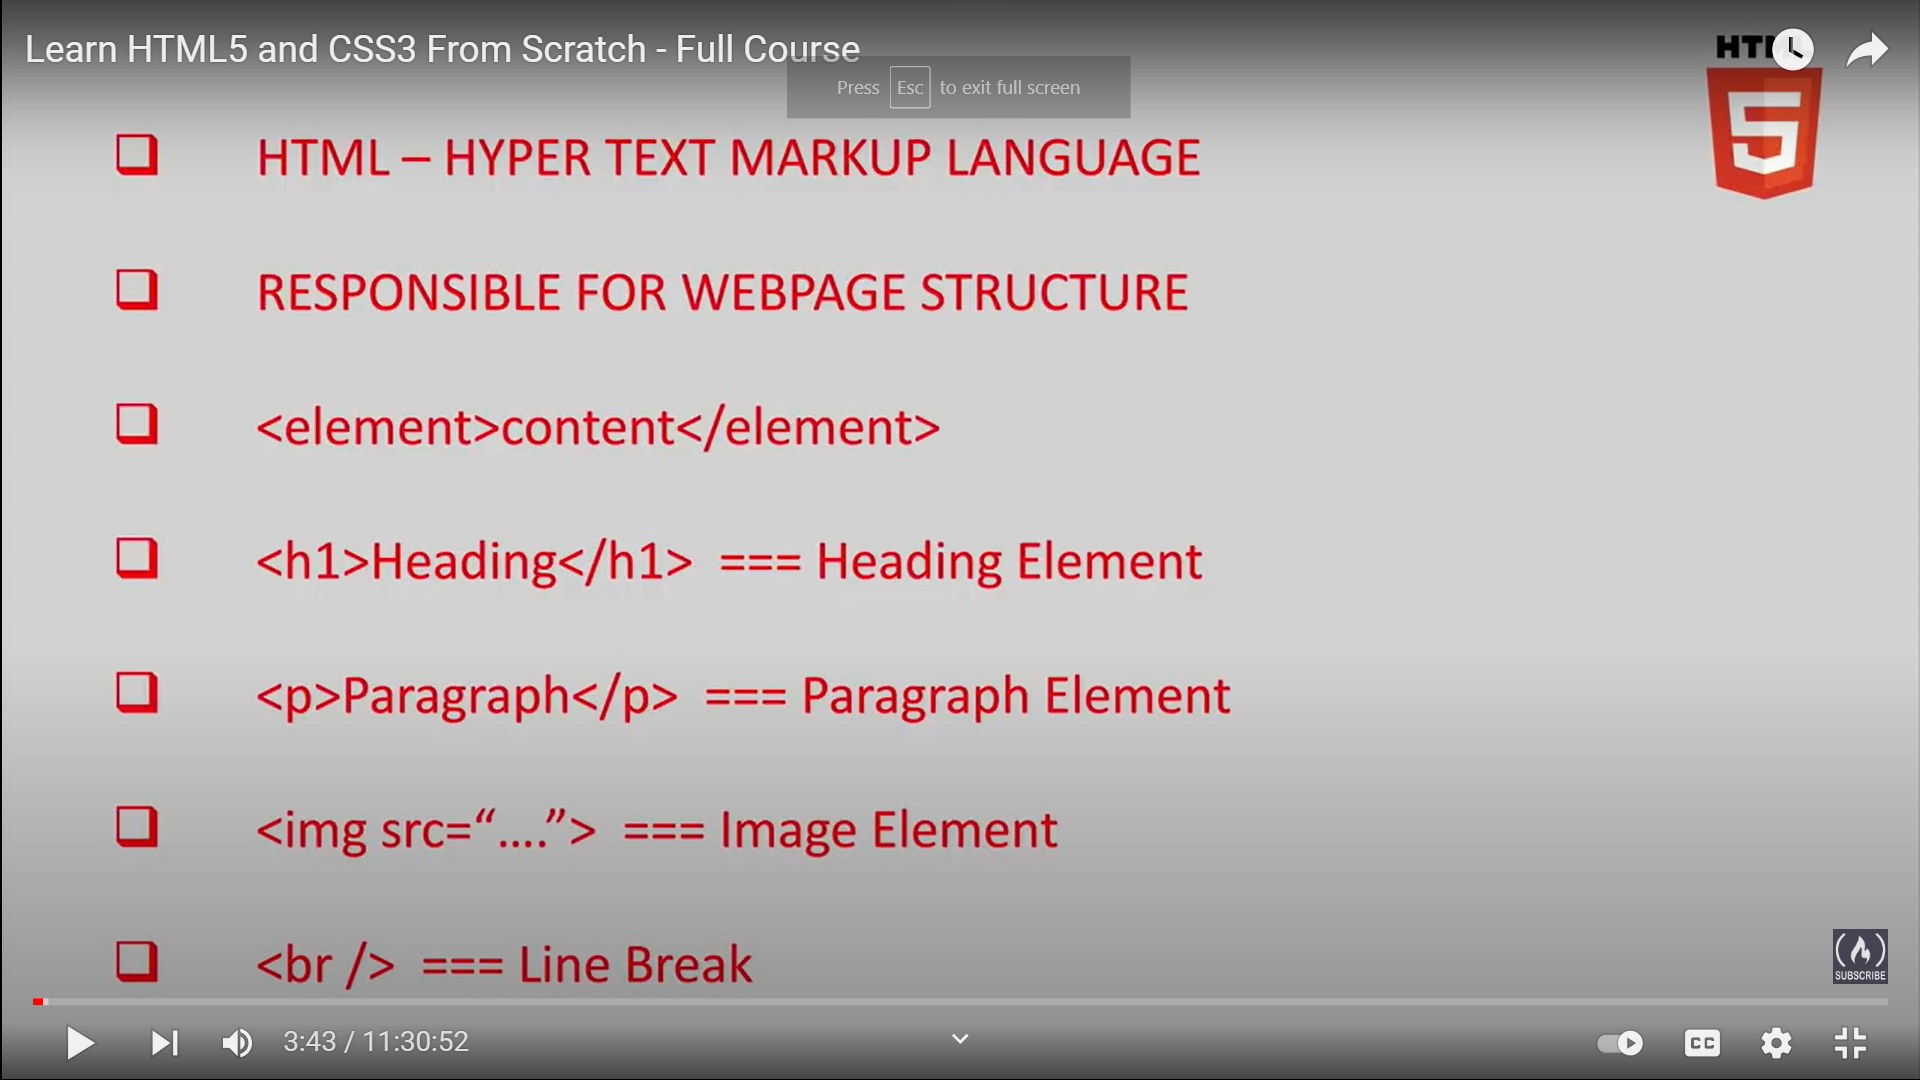 Learn HTML5 and CSS3 From Scratch - Full Course
Press Esc to exit full screen
HTML – HYPER TEXT MARKUP LANGUAGE
RESPONSIBLE FOR WEBPAGE STRUCTURE
<element>content</element>
<h1>Heading</h1> === Heading Element
<p>Paragraph</p> === Paragraph Element
<img src=“....”> === Image Element
<br /> === Line Break
SUBSCRIBE
3:43 / 11:30:52
CC